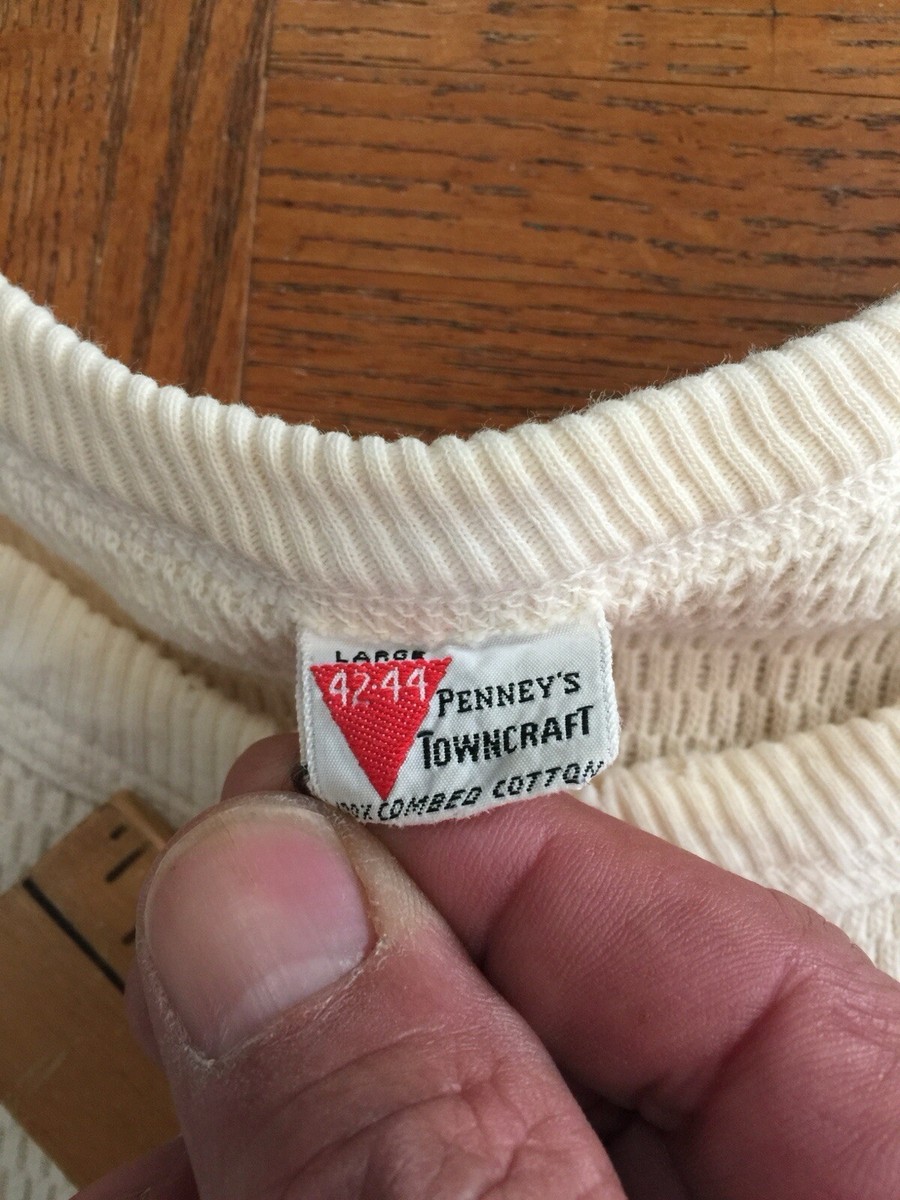 LARGE
42-44
PENNEY'S
TOWNCRAFT
100% COMBED COTTON